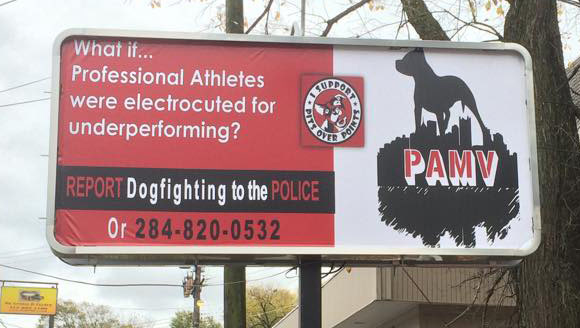 What if...
Professional Athletes
were electrocuted for
underperforming?
REPORT Dogfighting to the POLICE
Or 284-820-0532
I SUPPORT
PITS OVER POINTS
PAMV